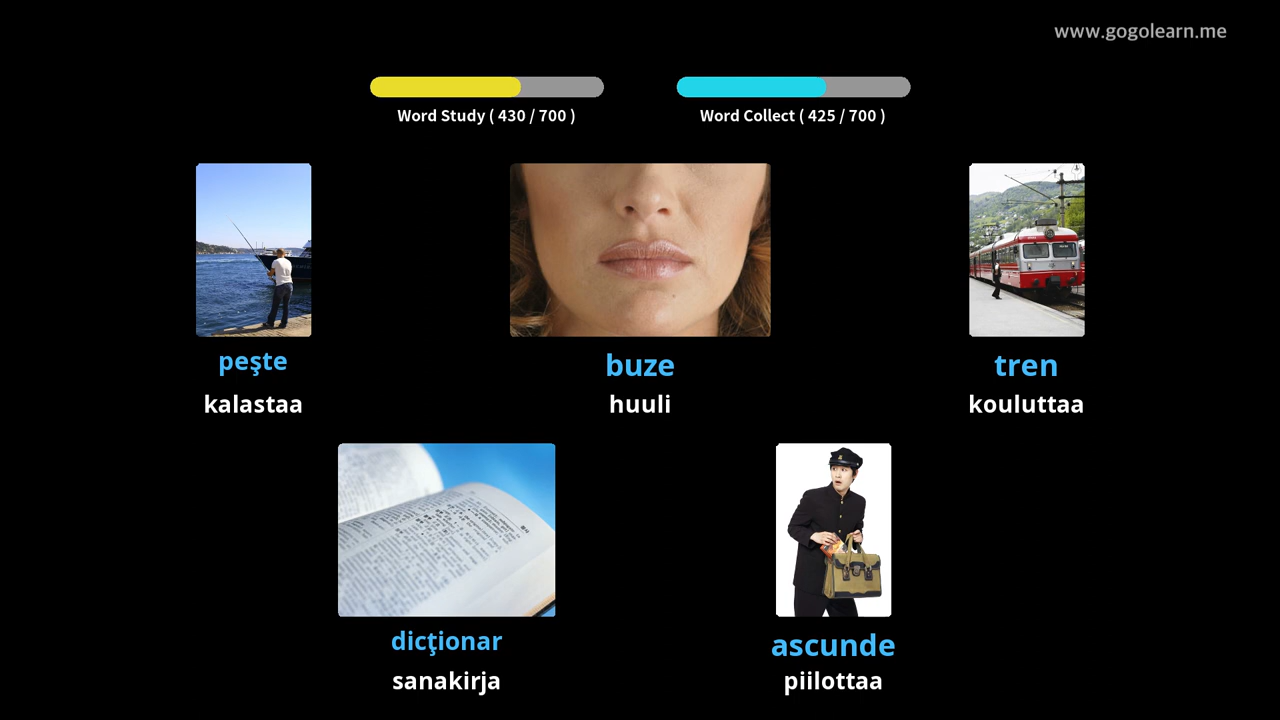 www.gogolearn.me
Word Study ( 430 / 700 )
Word Collect ( 425 / 700 )
peşte
kalastaa
buze
huuli
tren
kouluttaa
dicţionar
sanakirja
ascunde
piilottaa